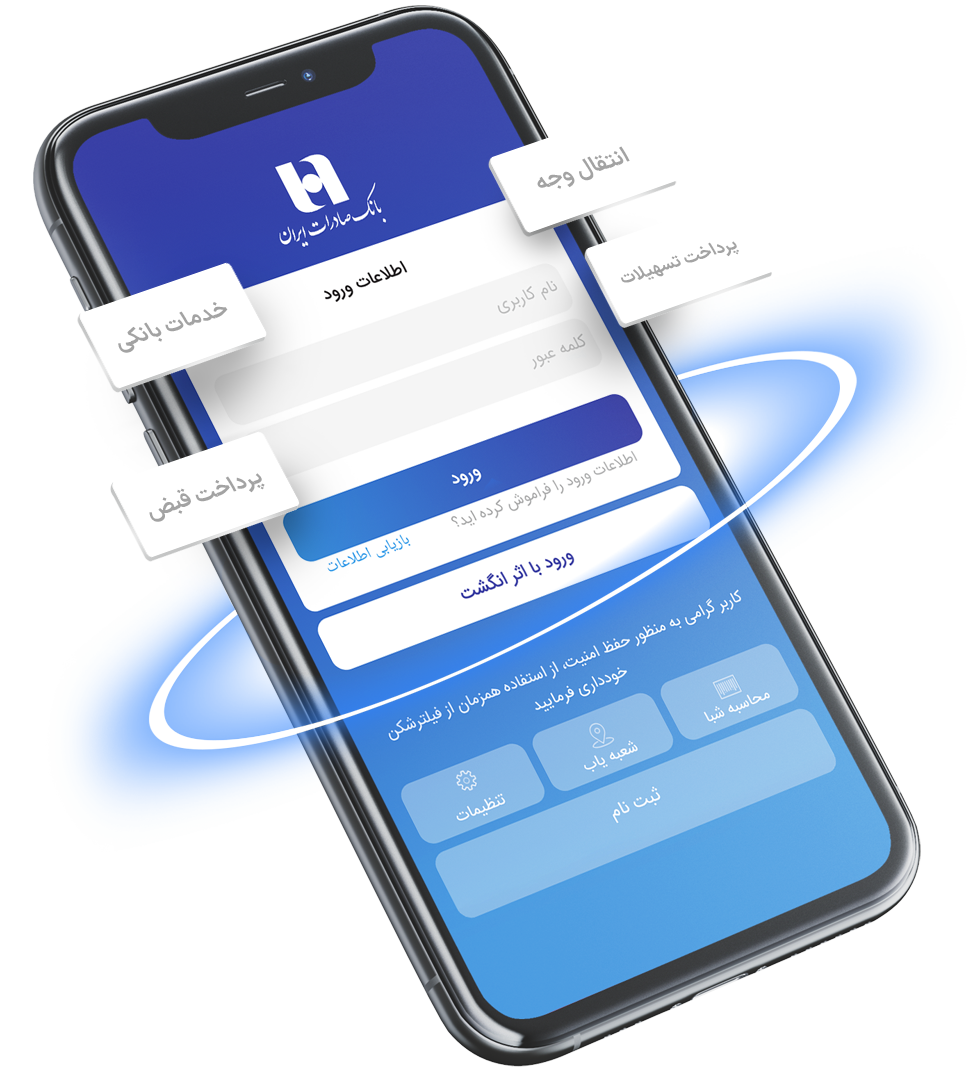 بانک صادرات ایران
انتقال وجه
پرداخت تسهیلات
خدمات بانکی
پرداخت قبض
اطلاعات ورود
نام کاربری
کلمه عبور
ورود
اطلاعات ورود را فراموش کرده اید؟
بازیابی اطلاعات
ورود با اثر انگشت
کاربر گرامی به منظور حفظ امنیت، از استفاده همزمان از فیلترشکن
خودداری فرمایید
محاسبه شبا
شعبه یاب
تنظیمات
ثبت نام